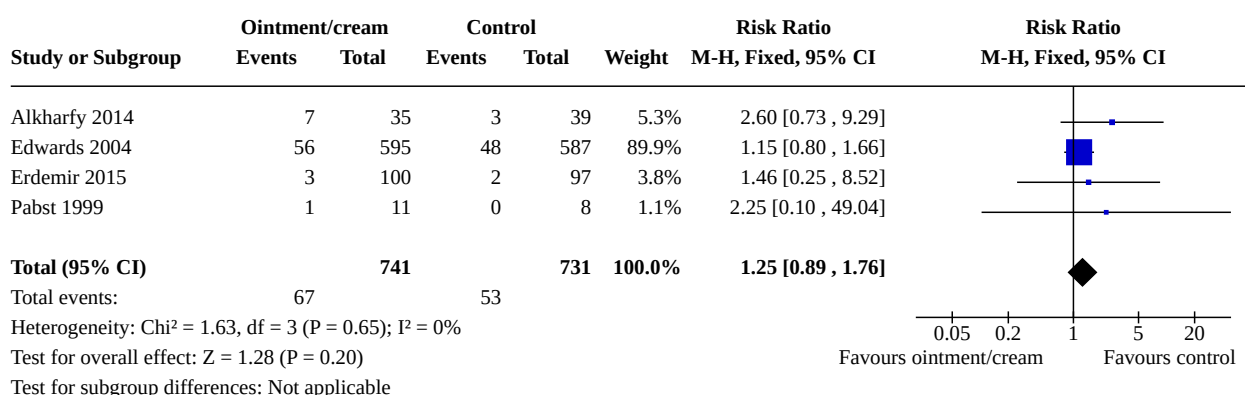 Ointment/cream Control Risk Ratio Risk Ratio
Study or Subgroup Events Total Events Total Weight M-H, Fixed, 95% CI M-H, Fixed, 95% CI
Alkharfy 2014 7 35 3 39 5.3% 2.60 [0.73 , 9.29]
Edwards 2004 56 595 48 587 89.9% 1.15 [0.80 , 1.66]
Erdemir 2015 3 100 2 97 3.8% 1.46 [0.25 , 8.52]
Pabst 1999 1 11 0 8 1.1% 2.25 [0.10 , 49.04]
Total (95% CI) 741 731 100.0% 1.25 [0.89 , 1.76]
Total events: 67 53
Heterogeneity: Chi² = 1.63, df = 3 (P = 0.65); I² = 0%
0.05 0.2 1 5 20
Test for overall effect: Z = 1.28 (P = 0.20)
Favours ointment/cream Favours control
Test for subgroup differences: Not applicable